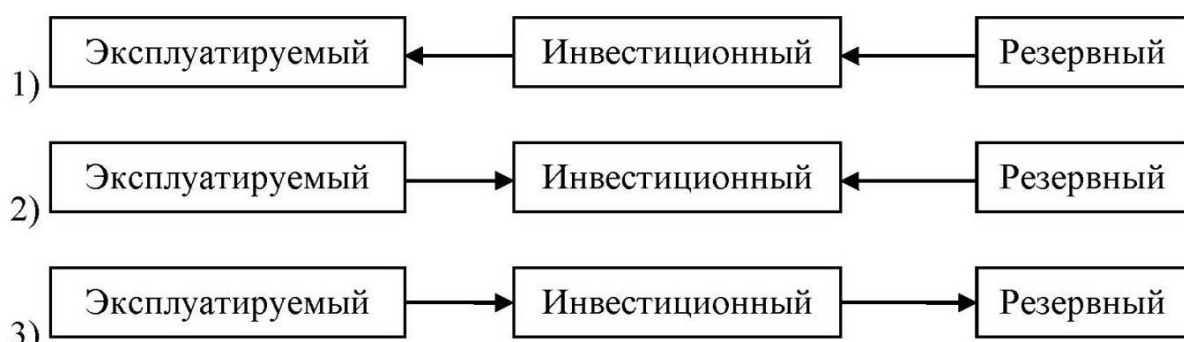 1) Эксплуатируемый Инвестиционный Резервный
2) Эксплуатируемый Инвестиционный Резервный
3) Эксплуатируемый Инвестиционный Резервный